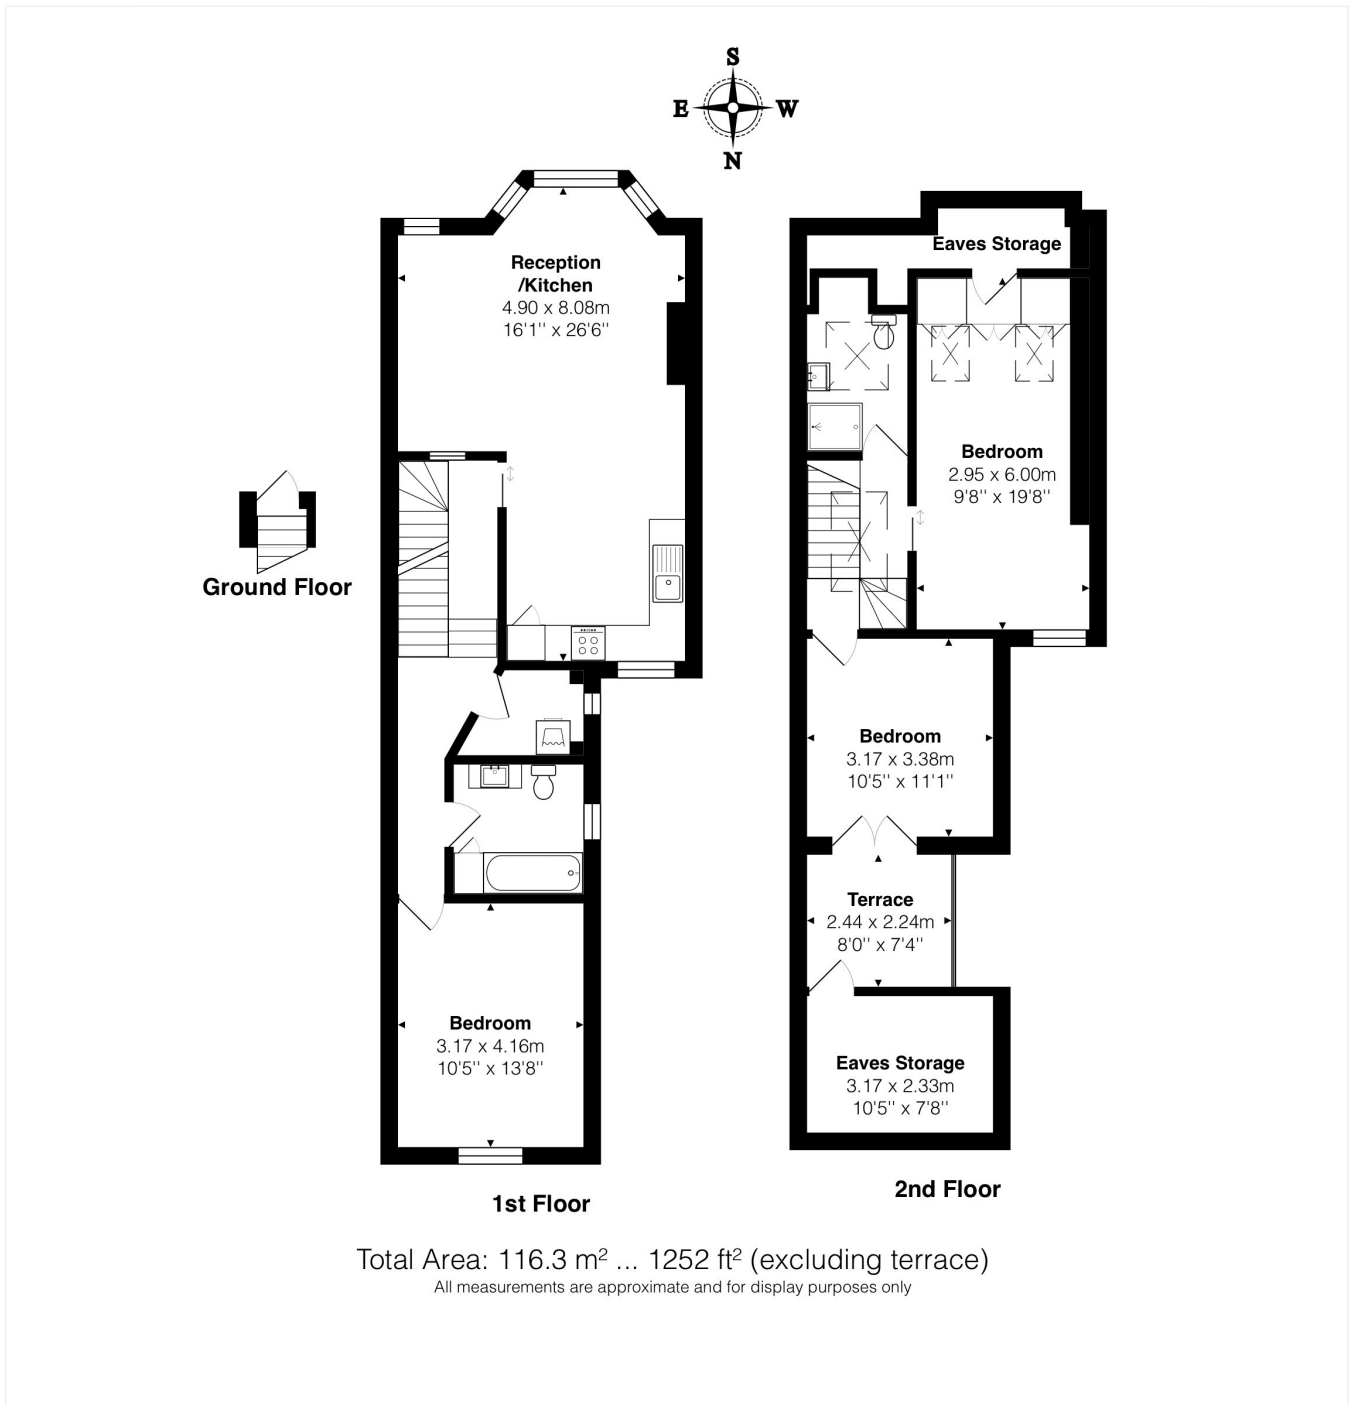 S
E W
N
Reception
/Kitchen
4.90 x 8.08m
16'1'' x 26'6''
Ground Floor
Bedroom
3.17 x 4.16m
10'5'' x 13'8''
1st Floor
Eaves Storage
Bedroom
2.95 x 6.00m
9'8'' x 19'8''
Bedroom
3.17 x 3.38m
10'5'' x 11'1''
Terrace
2.44 x 2.24m
8'0'' x 7'4''
Eaves Storage
3.17 x 2.33m
10'5'' x 7'8''
2nd Floor
Total Area: 116.3 m² ... 1252 ft² (excluding terrace)
All measurements are approximate and for display purposes only